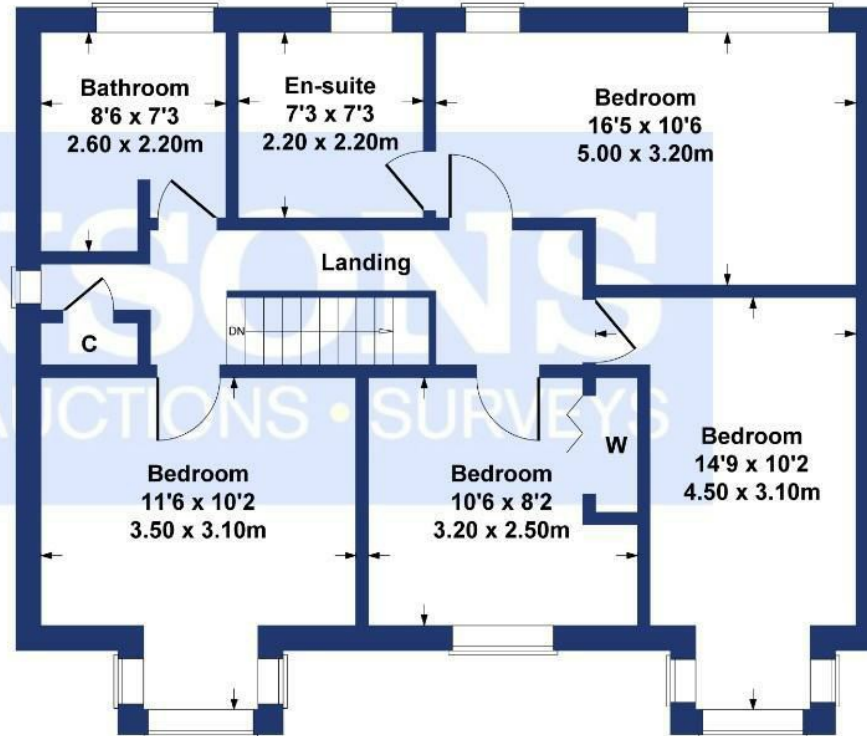 Bathroom
8'6 x 7'3
2.60 x 2.20m
En-suite
7'3 x 7'3
2.20 x 2.20m
Bedroom
16'5 x 10'6
5.00 x 3.20m
Landing
DN
C
W
Bedroom
11'6 x 10'2
3.50 x 3.10m
Bedroom
10'6 x 8'2
3.20 x 2.50m
Bedroom
14'9 x 10'2
4.50 x 3.10m
SONS
AUCTIONS • SURVEYS